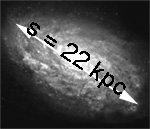 s = 22 kpc